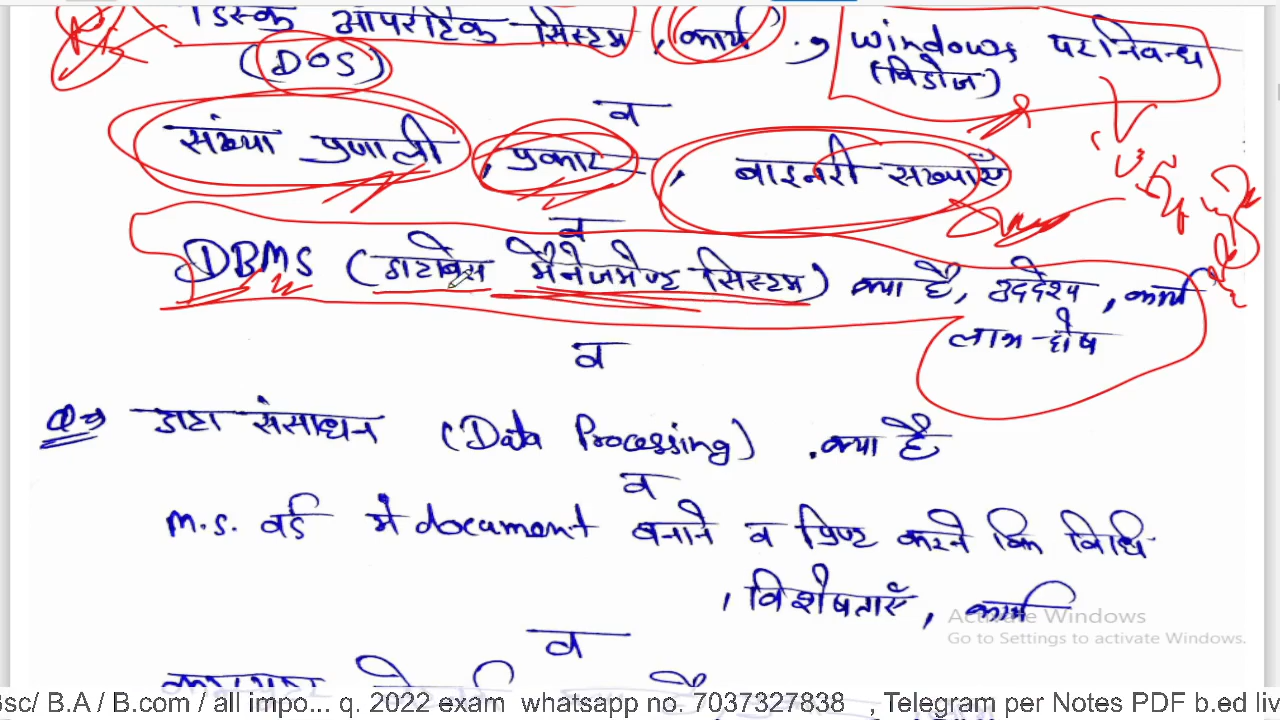 डिस्क ऑपरेटिंक सिस्टम , कार्य , windows पर निबन्ध
(DOS) (विंडोज)
व
संख्या प्रणाली , प्रकार , बाइनरी संख्याएँ
व
DBMS (डाटाबेस मैनेजमेण्ट सिस्टम) क्या है, उद्देश्य , कार्य
लाभ-दोष
व
Q⇒ डाटा संसाधन (Data Processing) . क्या है
व
M.S. वर्ड में document बनाने व प्रिण्ट करने कि विधि
, विशेषताएँ , कार्य
Activate Windows
Go to Settings to activate Windows.
व
sc/ B.A / B.com / all impo... q. 2022 exam whatsapp no. 7037327838 , Telegram per Notes PDF b.ed liv